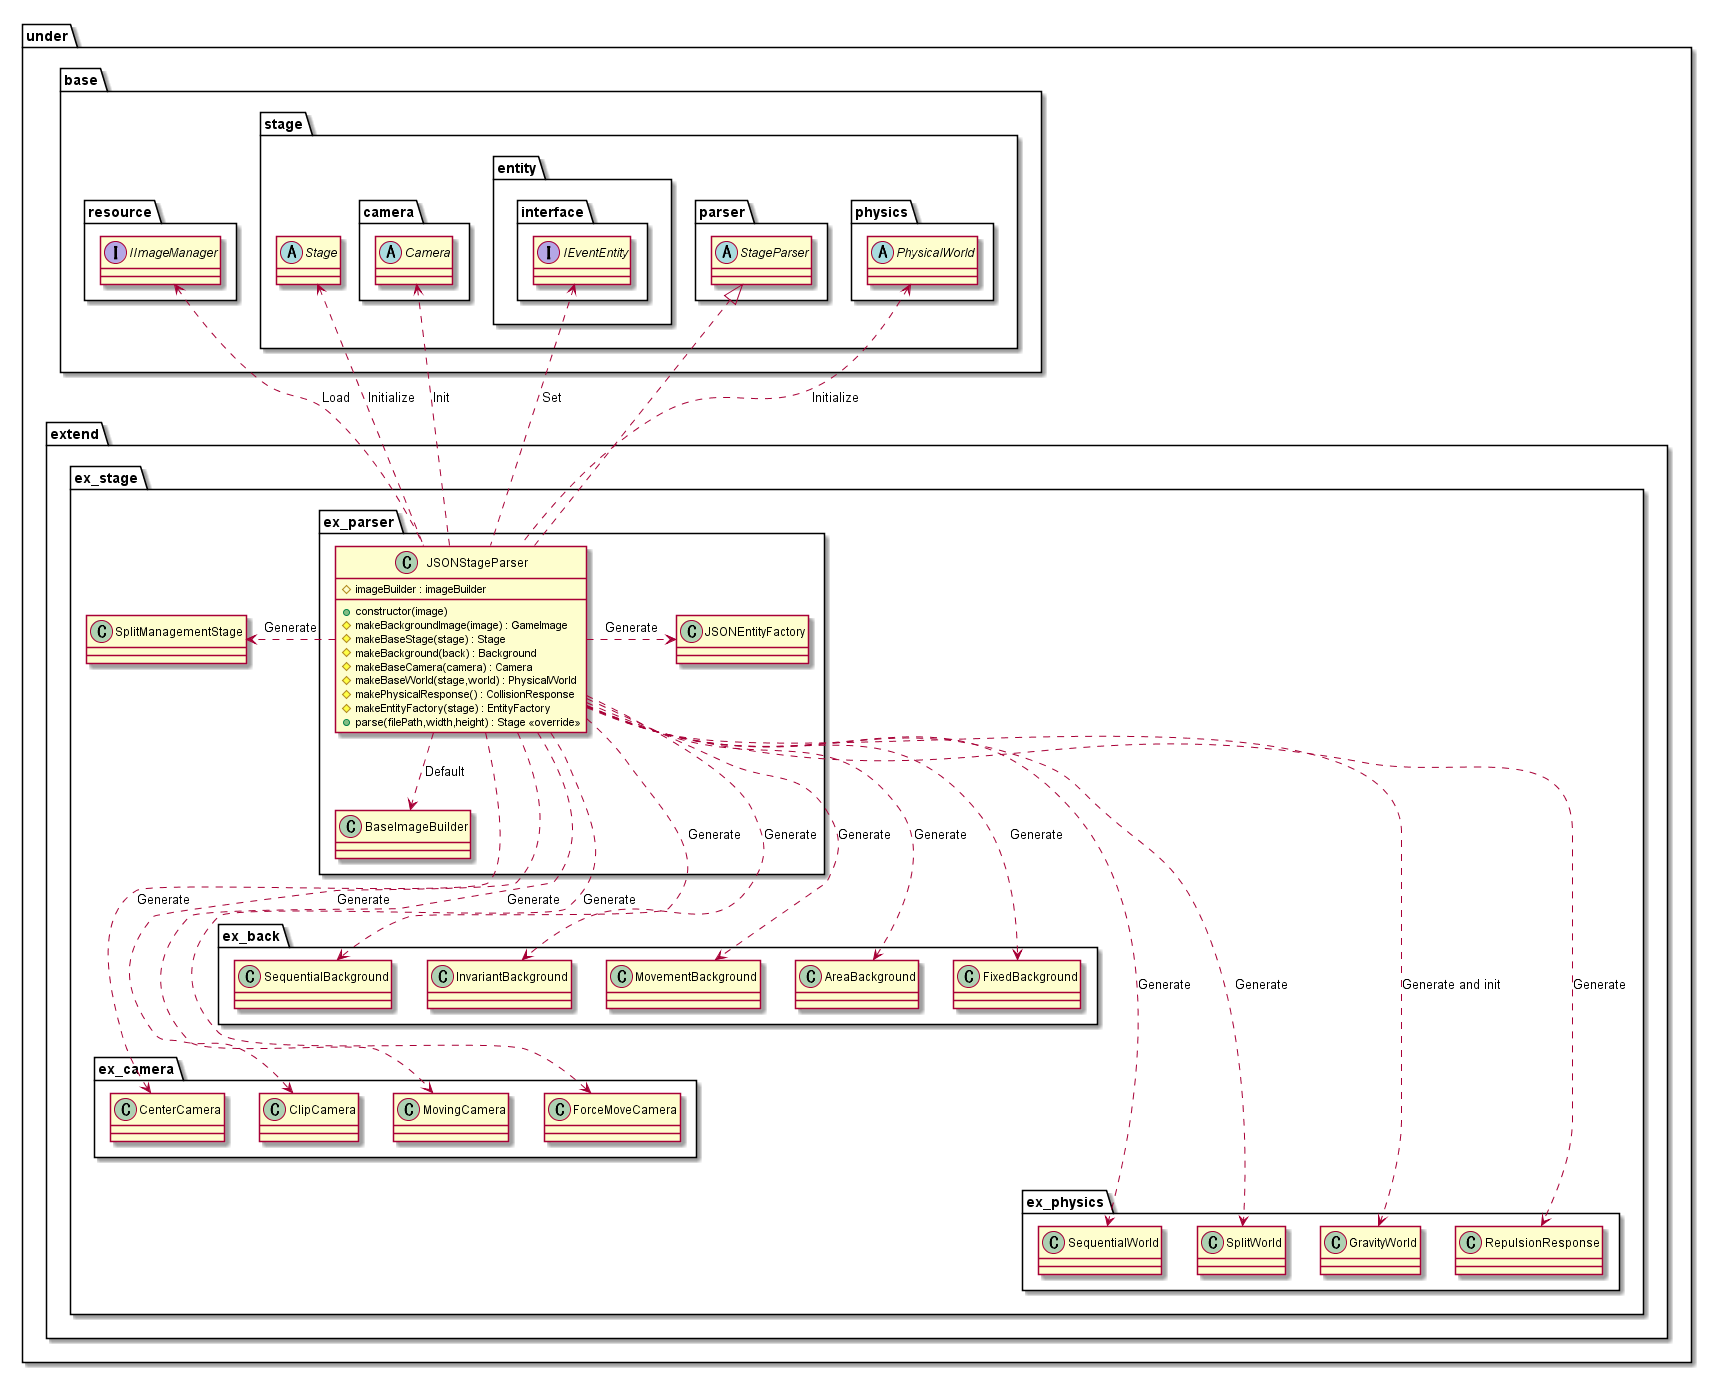 under
base
stage
entity
resource
camera
interface
parser
physics
I IImageManager
A Stage
A Camera
I IEventEntity
A StageParser
A PhysicalWorld
Load
Initialize
Init
Set
Initialize
extend
ex_stage
ex_parser
C JSONStageParser
imageBuilder : imageBuilder
constructor(image)
makeBackgroundImage(image) : GameImage
makeBaseStage(stage) : Stage
makeBackground(back) : Background
makeBaseCamera(camera) : Camera
makeBaseWorld(stage,world) : PhysicalWorld
makePhysicalResponse() : CollisionResponse
makeEntityFactory(stage) : EntityFactory
parse(filePath,width,height) : Stage «override»
C SplitManagementStage
Generate
Generate
C JSONEntityFactory
Default
C BaseImageBuilder
Generate
Generate
Generate
Generate
Generate
Generate
Generate
Generate
Generate
ex_back
C SequentialBackground
C InvariantBackground
C MovementBackground
C AreaBackground
C FixedBackground
Generate
Generate
Generate and init
Generate
ex_camera
C CenterCamera
C ClipCamera
C MovingCamera
C ForceMoveCamera
ex_physics
C SequentialWorld
C SplitWorld
C GravityWorld
C RepulsionResponse